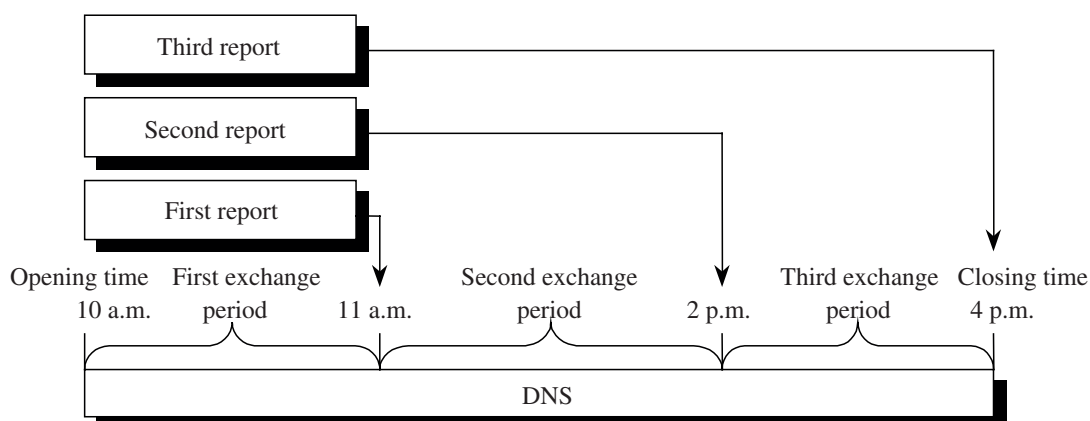 Third report
Second report
First report
Opening time
10 a.m.
First exchange
period
11 a.m.
Second exchange
period
2 p.m.
Third exchange
period
Closing time
4 p.m.
DNS